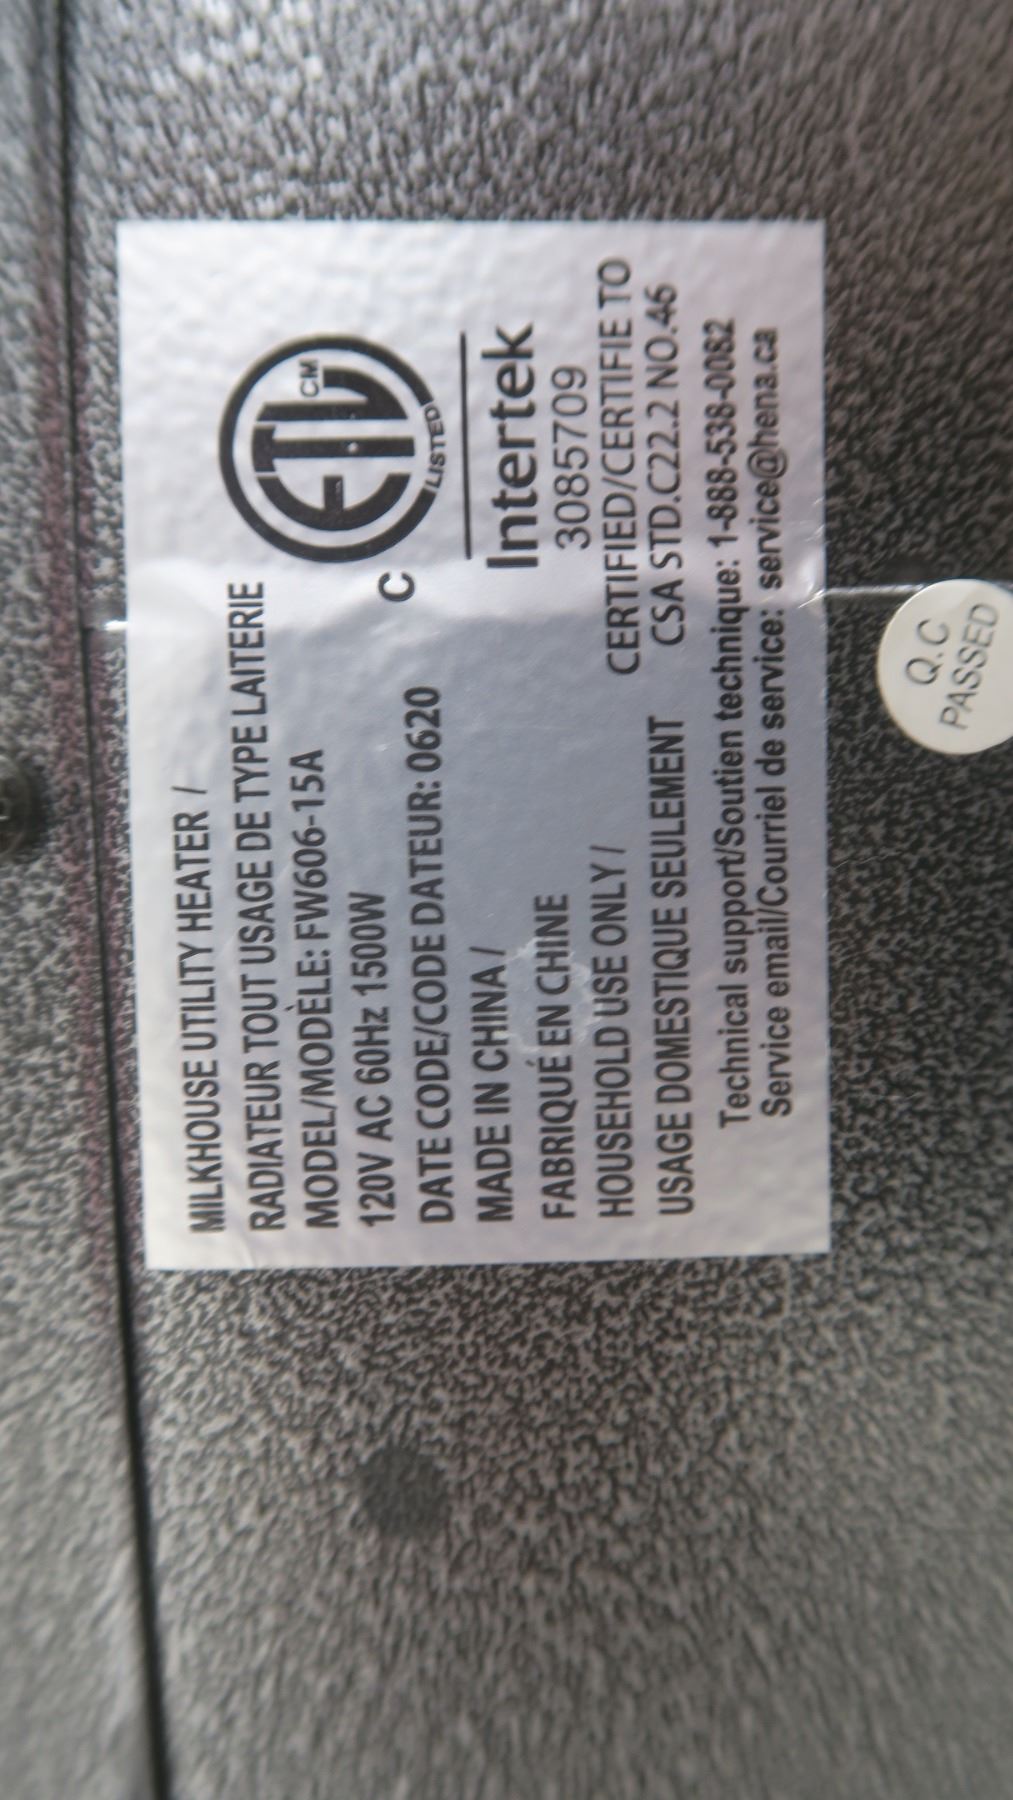 MILKHOUSE UTILITY HEATER /
RADIATEUR TOUT USAGE DE TYPE LAITERIE
MODEL/MODÈLE: FW606-15A
120V AC 60Hz 1500W
DATE CODE/CODE DATEUR: 0620
MADE IN CHINA /
FABRIQUÉ EN CHINE
HOUSEHOLD USE ONLY /
USAGE DOMESTIQUE SEULEMENT
C
ETL CM
LISTED
Intertek
3085709
CERTIFIED/CERTIFIE TO
CSA STD.C22.2 NO.46
Technical support/Soutien technique: 1-888-538-0082
Service email/Courriel de service: service@hena.ca
Q.C
PASSED